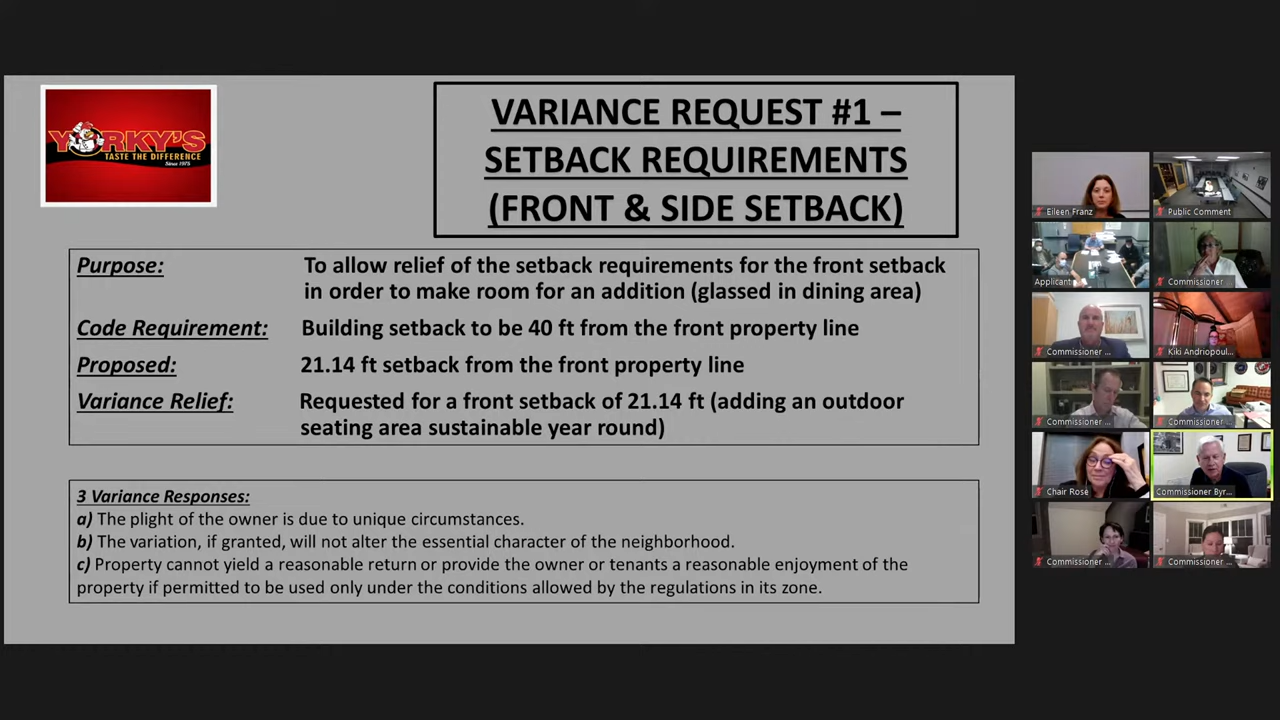 YORKY'S
TASTE THE DIFFERENCE
Since 1975
VARIANCE REQUEST #1 –
SETBACK REQUIREMENTS
(FRONT & SIDE SETBACK)
Purpose: To allow relief of the setback requirements for the front setback
in order to make room for an addition (glassed in dining area)
Code Requirement: Building setback to be 40 ft from the front property line
Proposed: 21.14 ft setback from the front property line
Variance Relief: Requested for a front setback of 21.14 ft (adding an outdoor
seating area sustainable year round)
3 Variance Responses:
a) The plight of the owner is due to unique circumstances.
b) The variation, if granted, will not alter the essential character of the neighborhood.
c) Property cannot yield a reasonable return or provide the owner or tenants a reasonable enjoyment of the
property if permitted to be used only under the conditions allowed by the regulations in its zone.
Eileen Franz
Public Comment
Applicant
Commissioner ...
Commissioner ...
Kiki Andriopoul...
Commissioner ...
Commissioner ...
Chair Rose
Commissioner Byr...
Commissioner ...
Commissioner ...